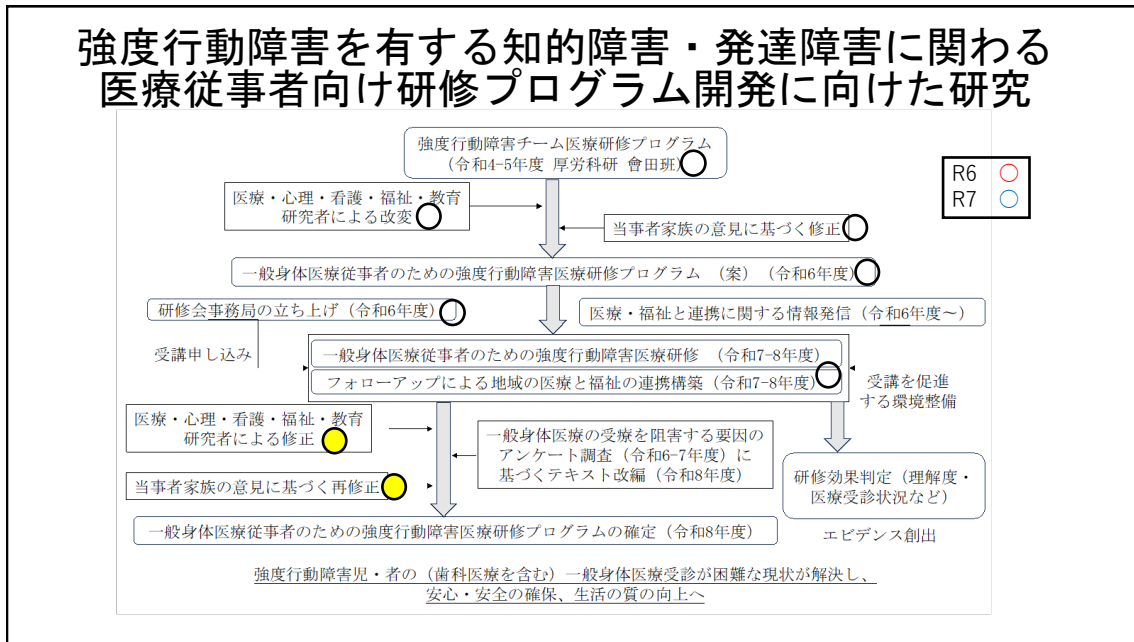 強度行動障害を有する知的障害・発達障害に関わる
医療従事者向け研修プログラム開発に向けた研究
強度行動障害チーム医療研修プログラム
(令和4-5年度 厚労科研 會田班)
R6
R7
医療・心理・看護・福祉・教育
研究者による改変
当事者家族の意見に基づく修正
一般身体医療従事者のための強度行動障害医療研修プログラム (案) (令和6年度)
研修会事務局の立ち上げ(令和6年度)
医療・福祉と連携に関する情報発信(令和6年度~)
受講申し込み
一般身体医療従事者のための強度行動障害医療研修 (令和7-8年度)
フォローアップによる地域の医療と福祉の連携構築(令和7-8年度)
受講を促進
する環境整備
医療・心理・看護・福祉・教育
研究者による修正
一般身体医療の受療を阻害する要因の
アンケート調査(令和6-7年度)に
基づくテキスト改編(令和8年度)
当事者家族の意見に基づく再修正
研修効果判定(理解度・
医療受診状況など)
一般身体医療従事者のための強度行動障害医療研修プログラムの確定(令和8年度)
エビデンス創出
強度行動障害児・者の(歯科医療を含む)一般身体医療受診が困難な現状が解決し、
安心・安全の確保、生活の質の向上へ